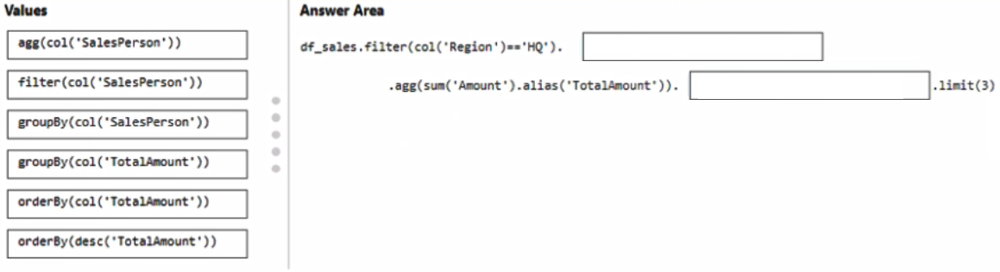 Values
agg(col('SalesPerson'))
filter(col('SalesPerson'))
groupBy(col('SalesPerson'))
groupBy(col('TotalAmount'))
orderBy(col('TotalAmount'))
orderBy(desc('TotalAmount'))
Answer Area
df_sales.filter(col('Region')=='HQ').
.agg(sum('Amount').alias('TotalAmount')). .limit(3)